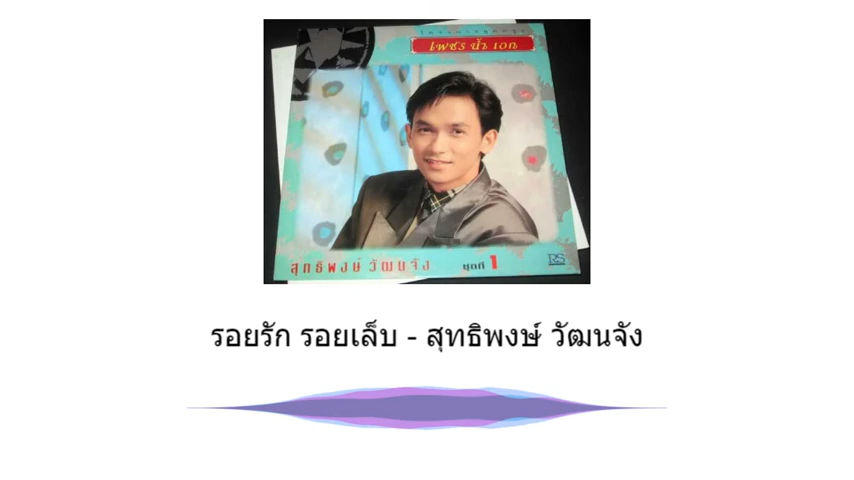 เพชร น้ำ เอก
สุทธิพงษ์ วัฒนจัง ชุดที่ 1
RS
รอยรัก รอยเล็บ - สุทธิพงษ์ วัฒนจัง